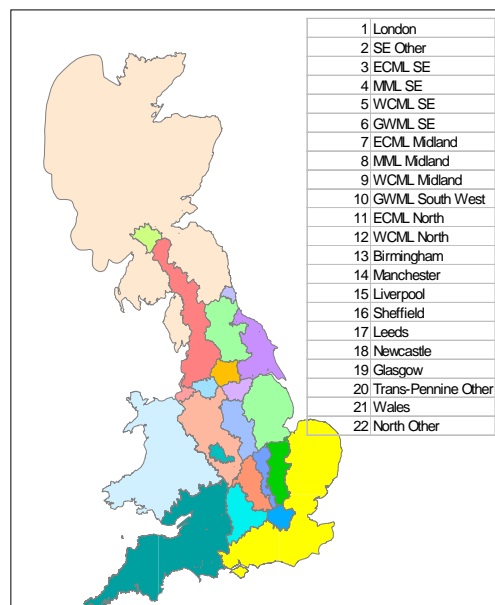 1 London
2 SE Other
3 ECML SE
4 MML SE
5 WCML SE
6 GWML SE
7 ECML Midland
8 MML Midland
9 WCML Midland
10 GWML South West
11 ECML North
12 WCML North
13 Birmingham
14 Manchester
15 Liverpool
16 Sheffield
17 Leeds
18 Newcastle
19 Glasgow
20 Trans-Pennine Other
21 Wales
22 North Other